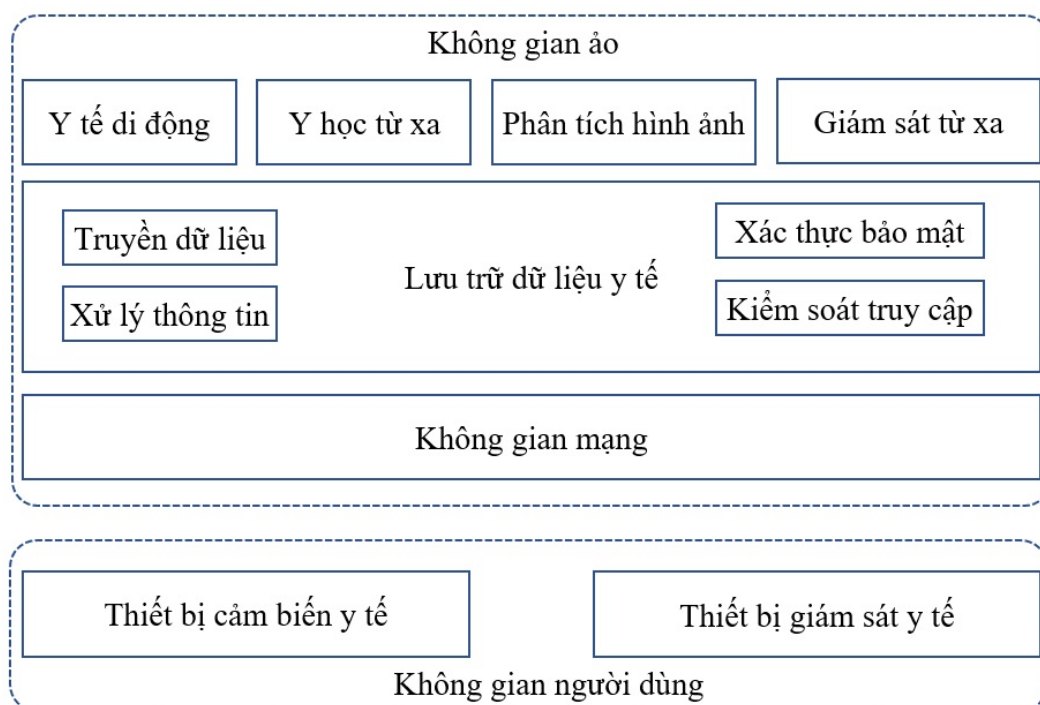 Không gian ảo
Y tế di động
Y học từ xa
Phân tích hình ảnh
Giám sát từ xa
Truyền dữ liệu
Xử lý thông tin
Lưu trữ dữ liệu y tế
Xác thực bảo mật
Kiểm soát truy cập
Không gian mạng
Thiết bị cảm biến y tế
Thiết bị giám sát y tế
Không gian người dùng